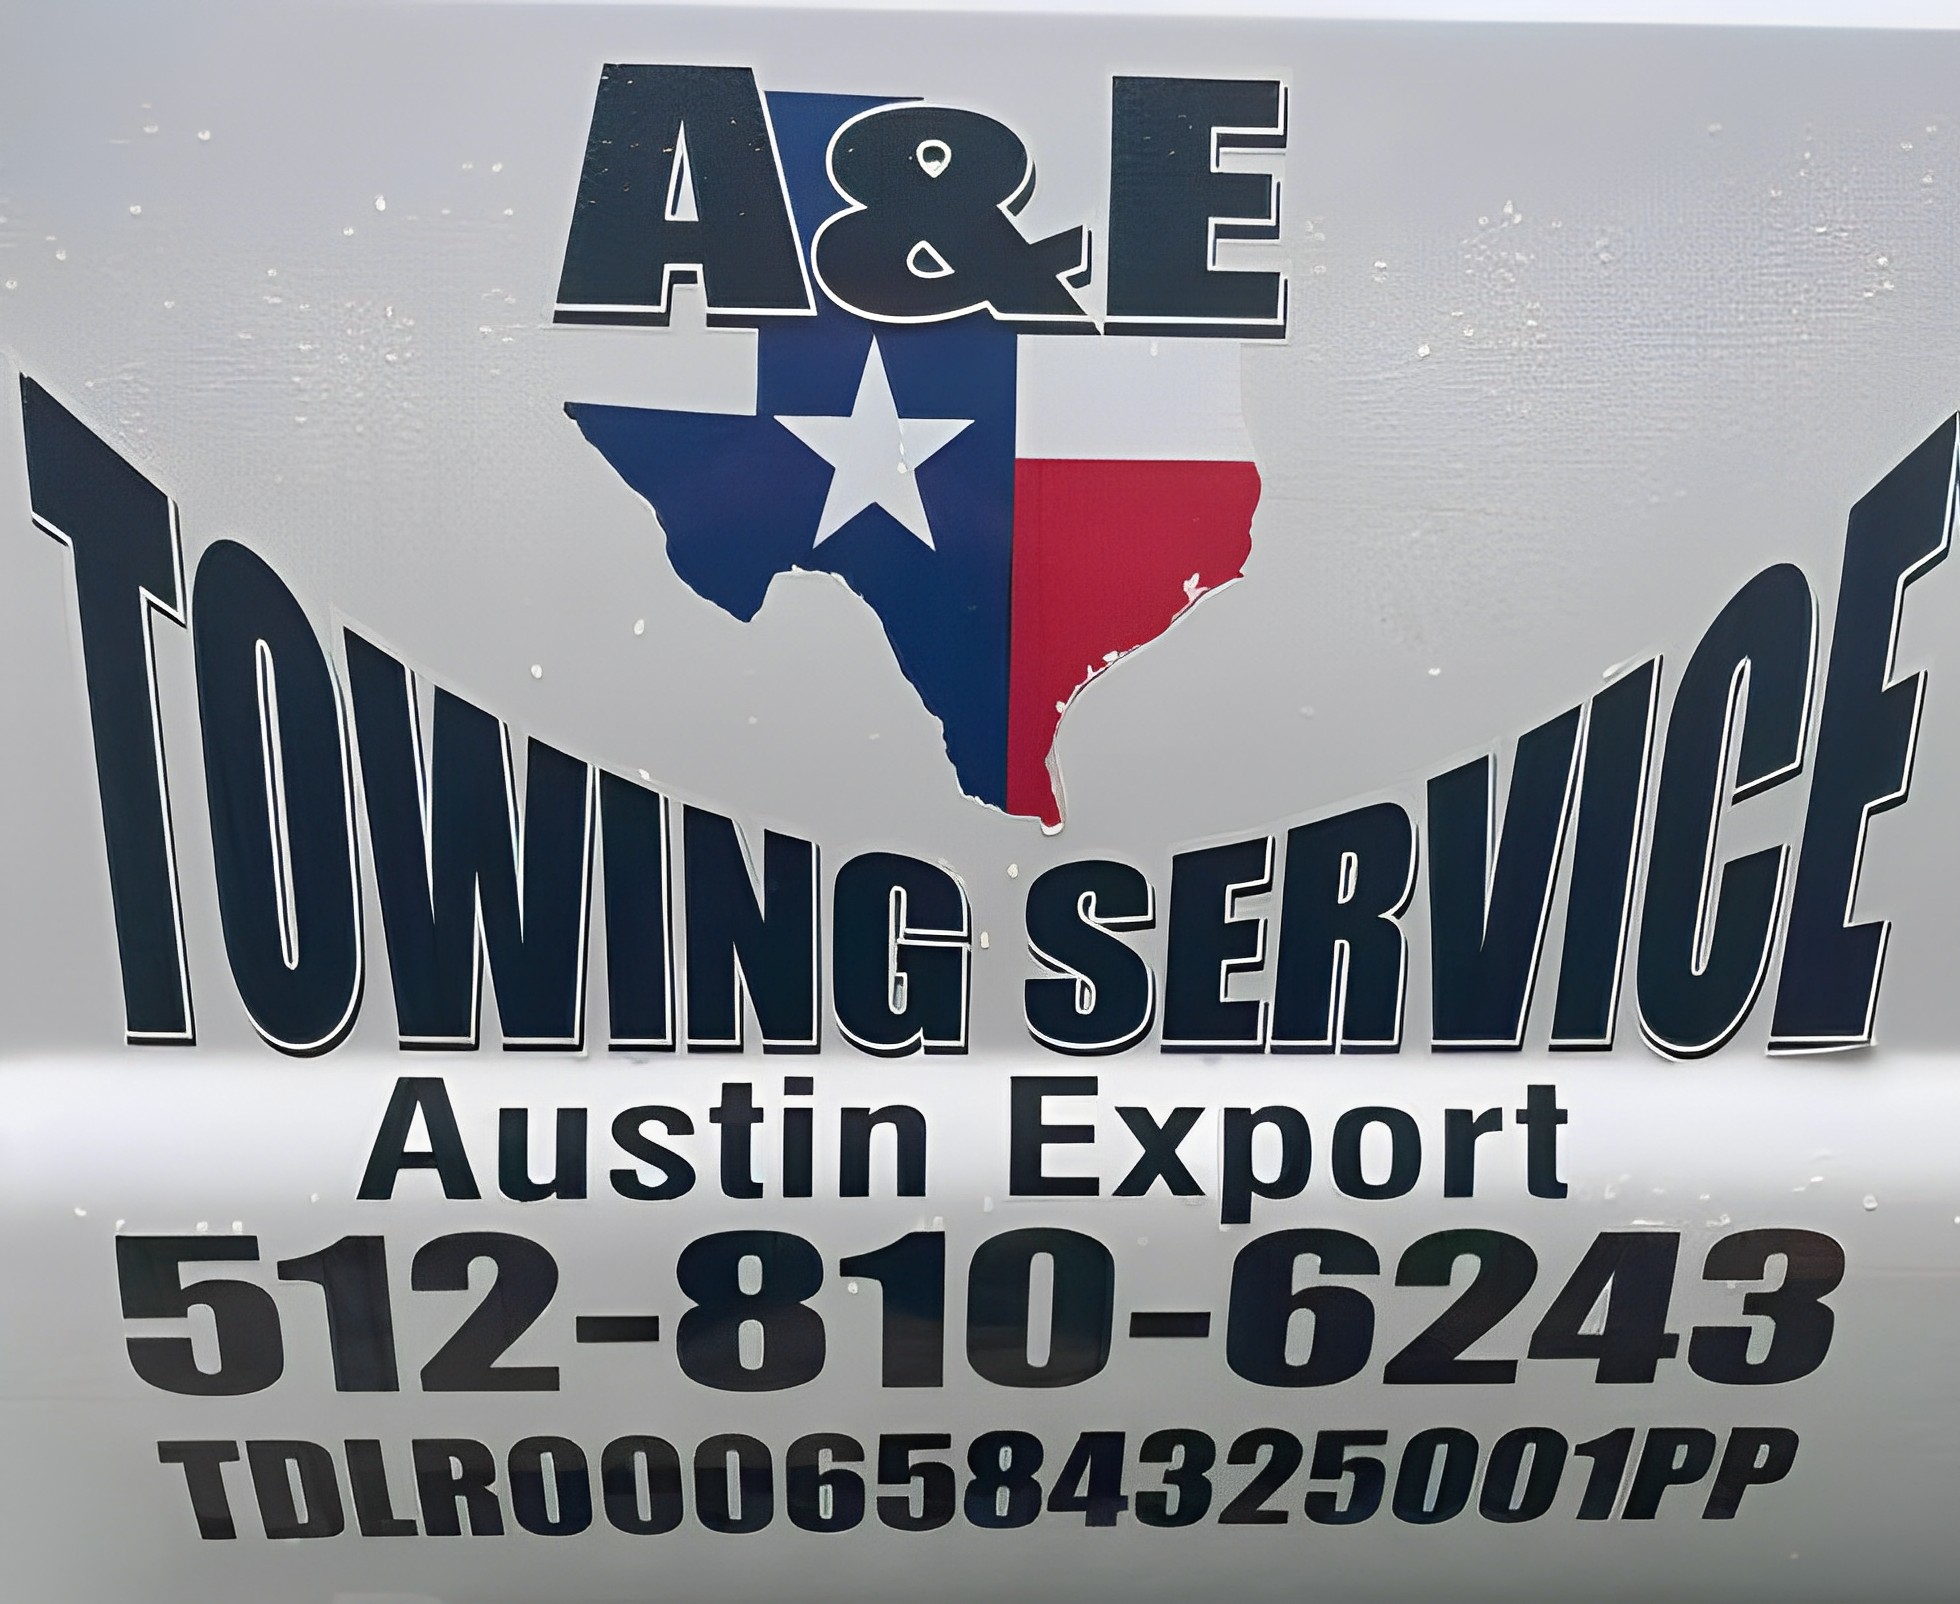 A&E
TOWING SERVICE
Austin Export
512-810-6243
TDLR0006584325001PP